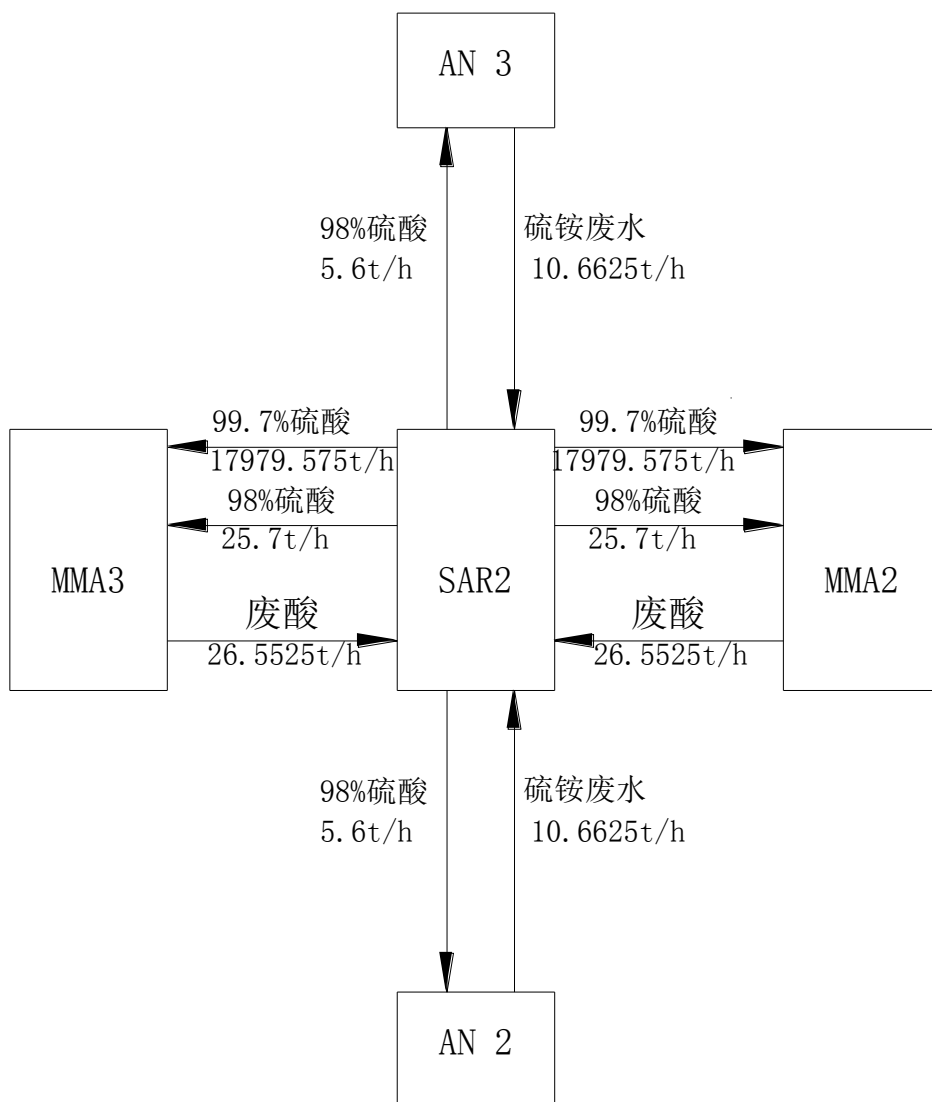 AN 3
98%硫酸
5.6t/h
硫铵废水
10.6625t/h
99.7%硫酸
17979.575t/h
98%硫酸
25.7t/h
废酸
26.5525t/h
MMA3
SAR2
99.7%硫酸
17979.575t/h
98%硫酸
25.7t/h
废酸
26.5525t/h
MMA2
98%硫酸
5.6t/h
硫铵废水
10.6625t/h
AN 2